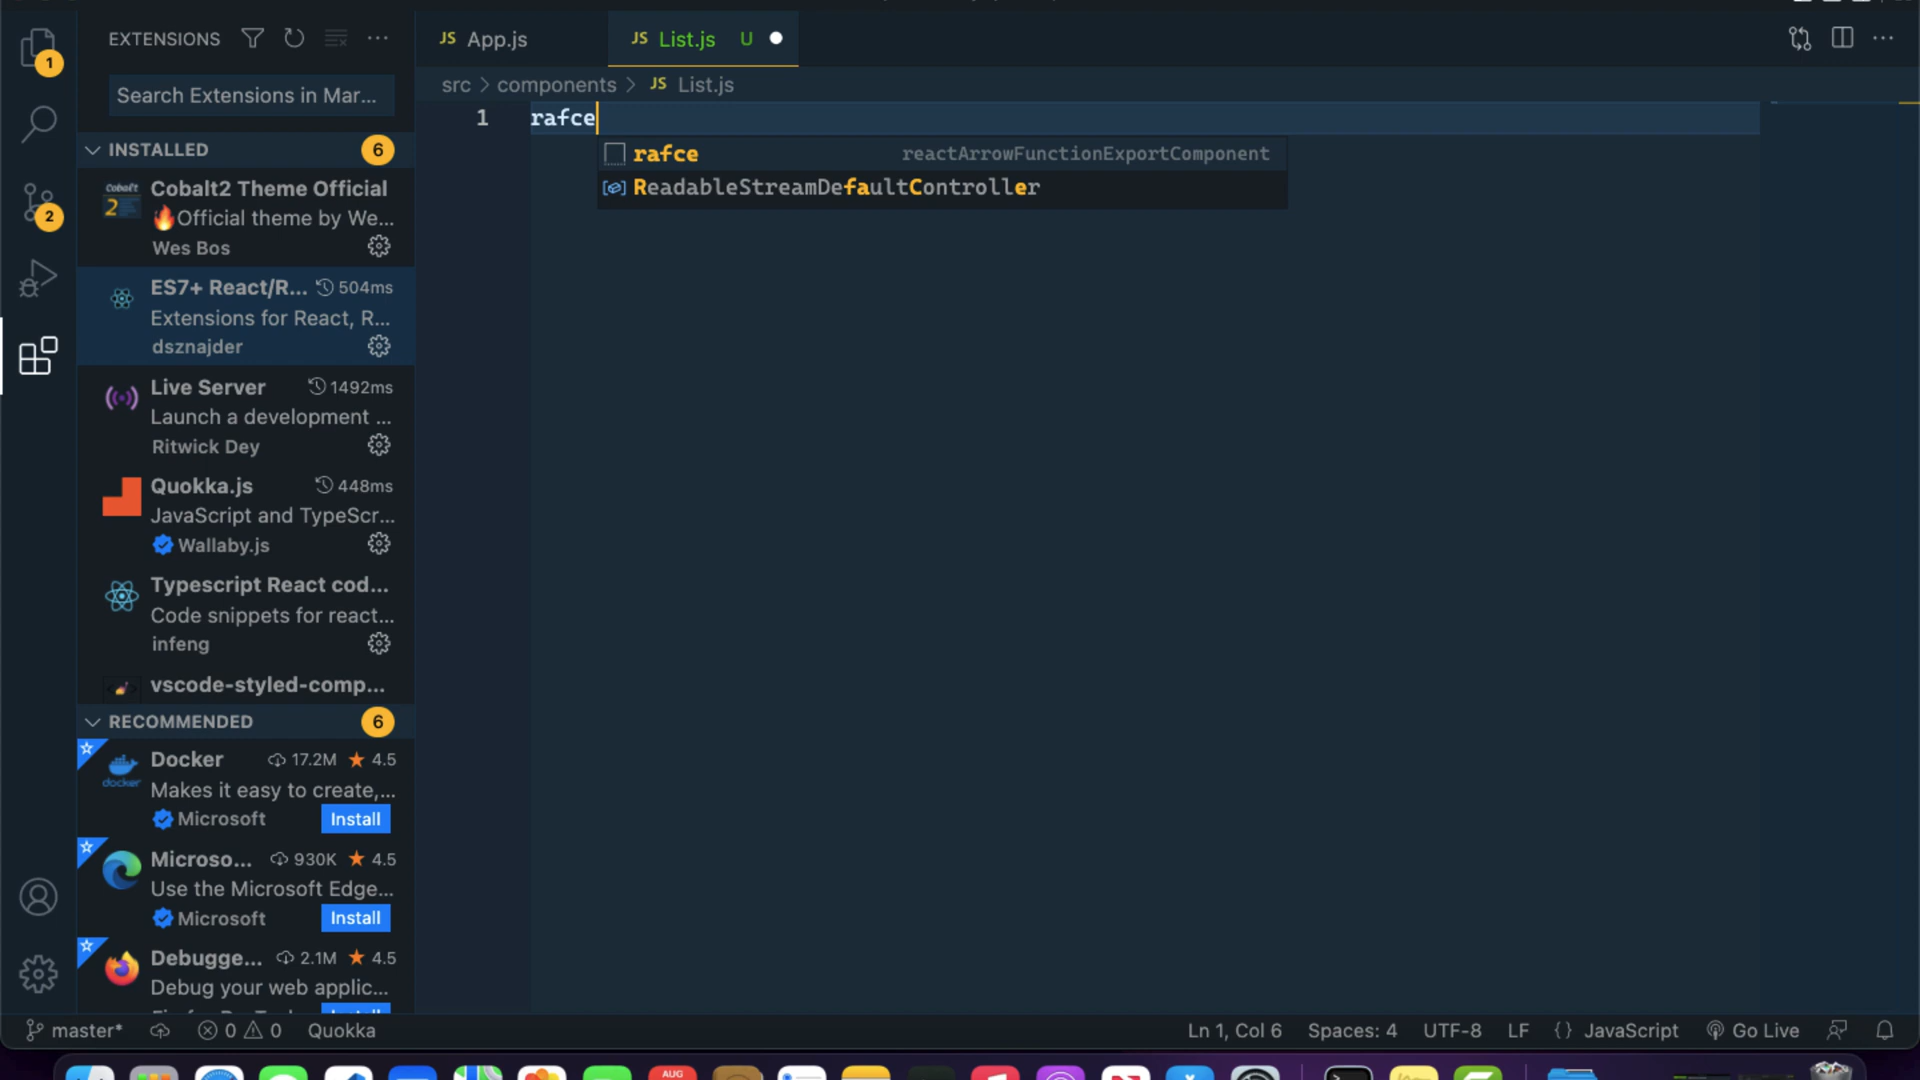 EXTENSIONS
Search Extensions in Mar...
INSTALLED 6
Cobalt2 Theme Official
🔥Official theme by We...
Wes Bos
ES7+ React/R... 504ms
Extensions for React, R...
dsznajder
Live Server 1492ms
Launch a development ...
Ritwick Dey
Quokka.js 448ms
JavaScript and TypeScr...
Wallaby.js
Typescript React cod...
Code snippets for react...
infeng
vscode-styled-comp...
RECOMMENDED 6
Docker 17.2M ★ 4.5
Makes it easy to create,...
Microsoft Install
Microso... 930K ★ 4.5
Use the Microsoft Edge...
Microsoft Install
Debugge... 2.1M ★ 4.5
Debug your web applic...
1
2
Cobalt
2
docker
JS App.js
JS List.js U
src > components > JS List.js
1 rafce
rafce reactArrowFunctionExportComponent
ReadableStreamDefaultController
master* 0 0 Quokka
Ln 1, Col 6 Spaces: 4 UTF-8 LF {} JavaScript Go Live
AUG